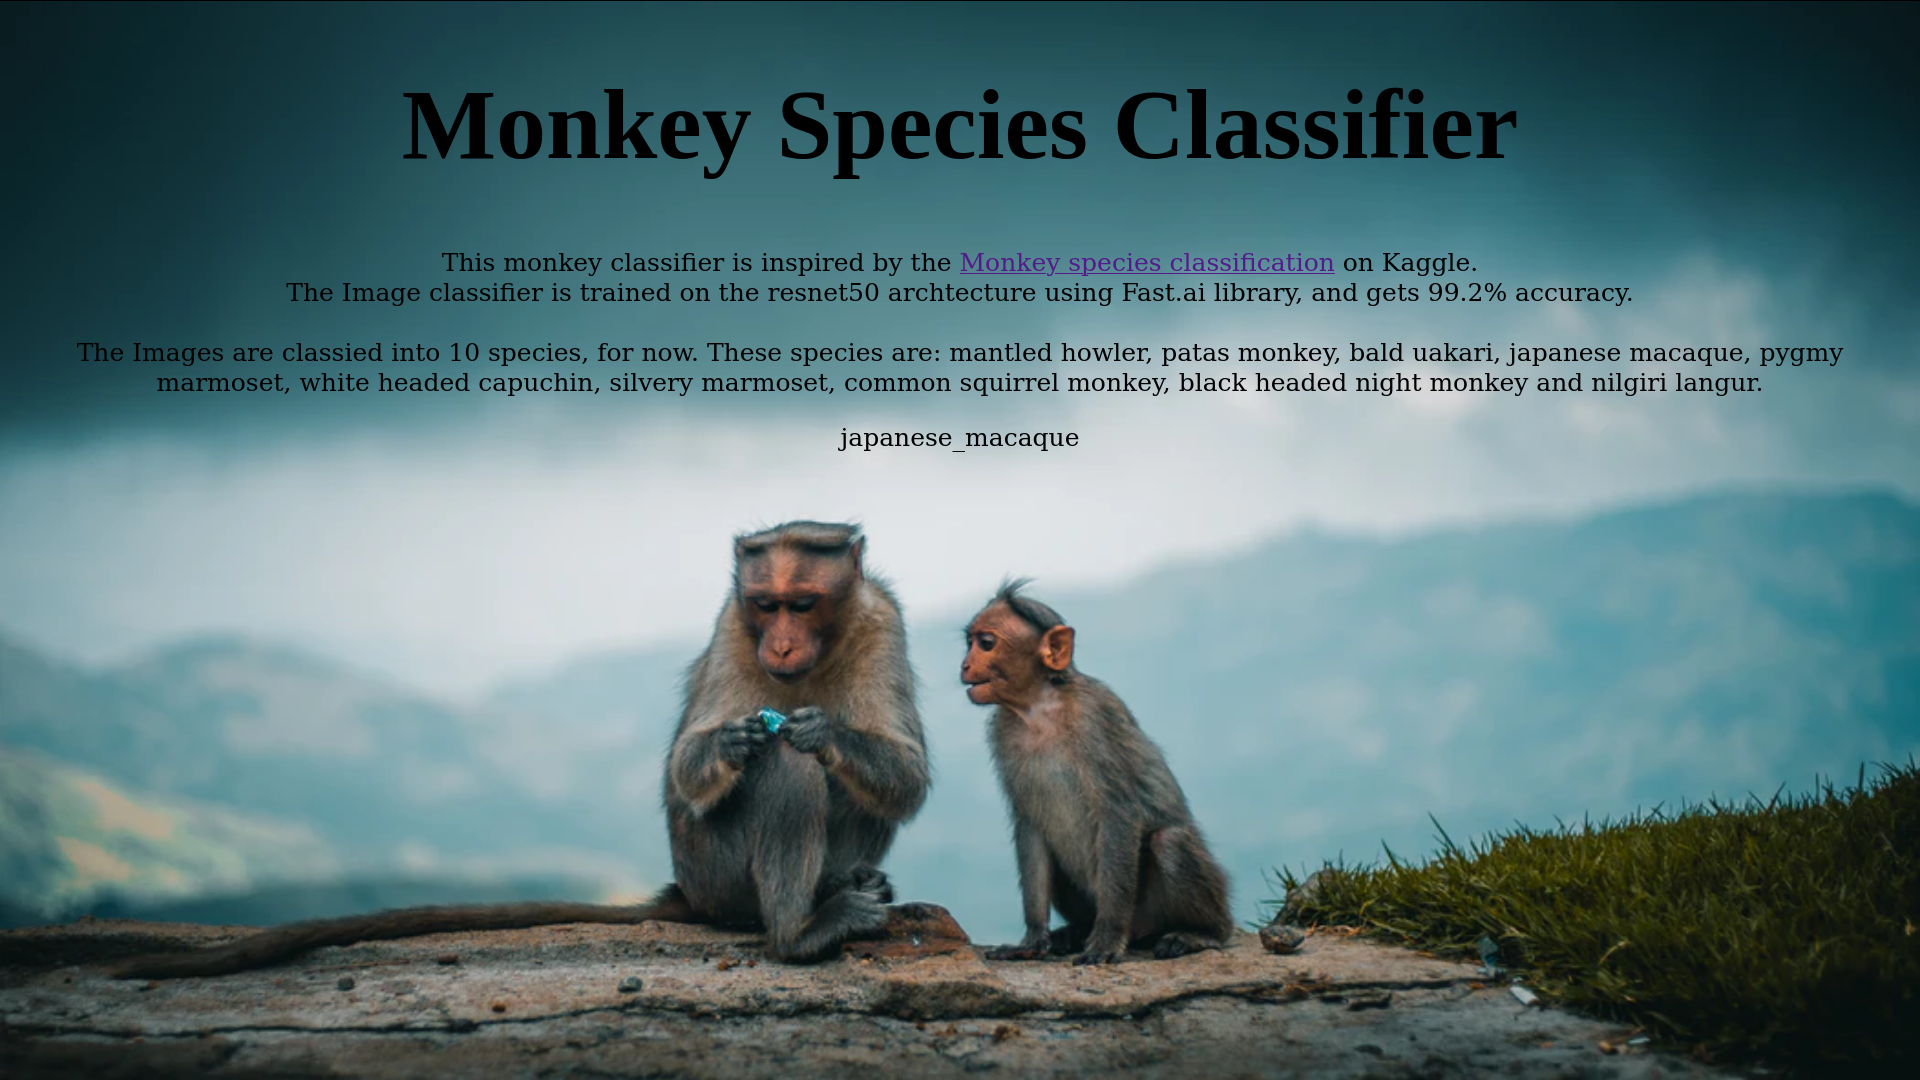 Monkey Species Classifier
This monkey classifier is inspired by the Monkey species classification on Kaggle.
The Image classifier is trained on the resnet50 archtecture using Fast.ai library, and gets 99.2% accuracy.
The Images are classied into 10 species, for now. These species are: mantled howler, patas monkey, bald uakari, japanese macaque, pygmy
marmoset, white headed capuchin, silvery marmoset, common squirrel monkey, black headed night monkey and nilgiri langur.
japanese_macaque